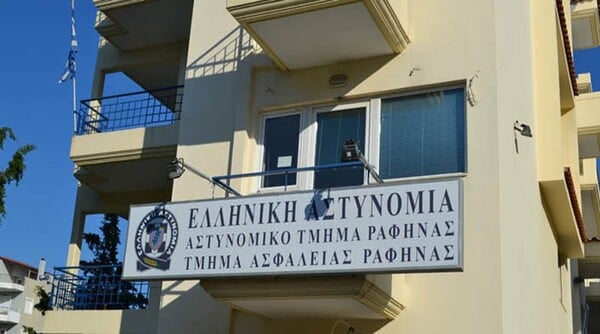 ΕΛΛΗΝΙΚΗ ΑΣΤΥΝΟΜΙΑ
ΑΣΤΥΝΟΜΙΚΟ ΤΜΗΜΑ ΡΑΦΗΝΑΣ
ΤΜΗΜΑ ΑΣΦΑΛΕΙΑΣ ΡΑΦΗΝΑΣ